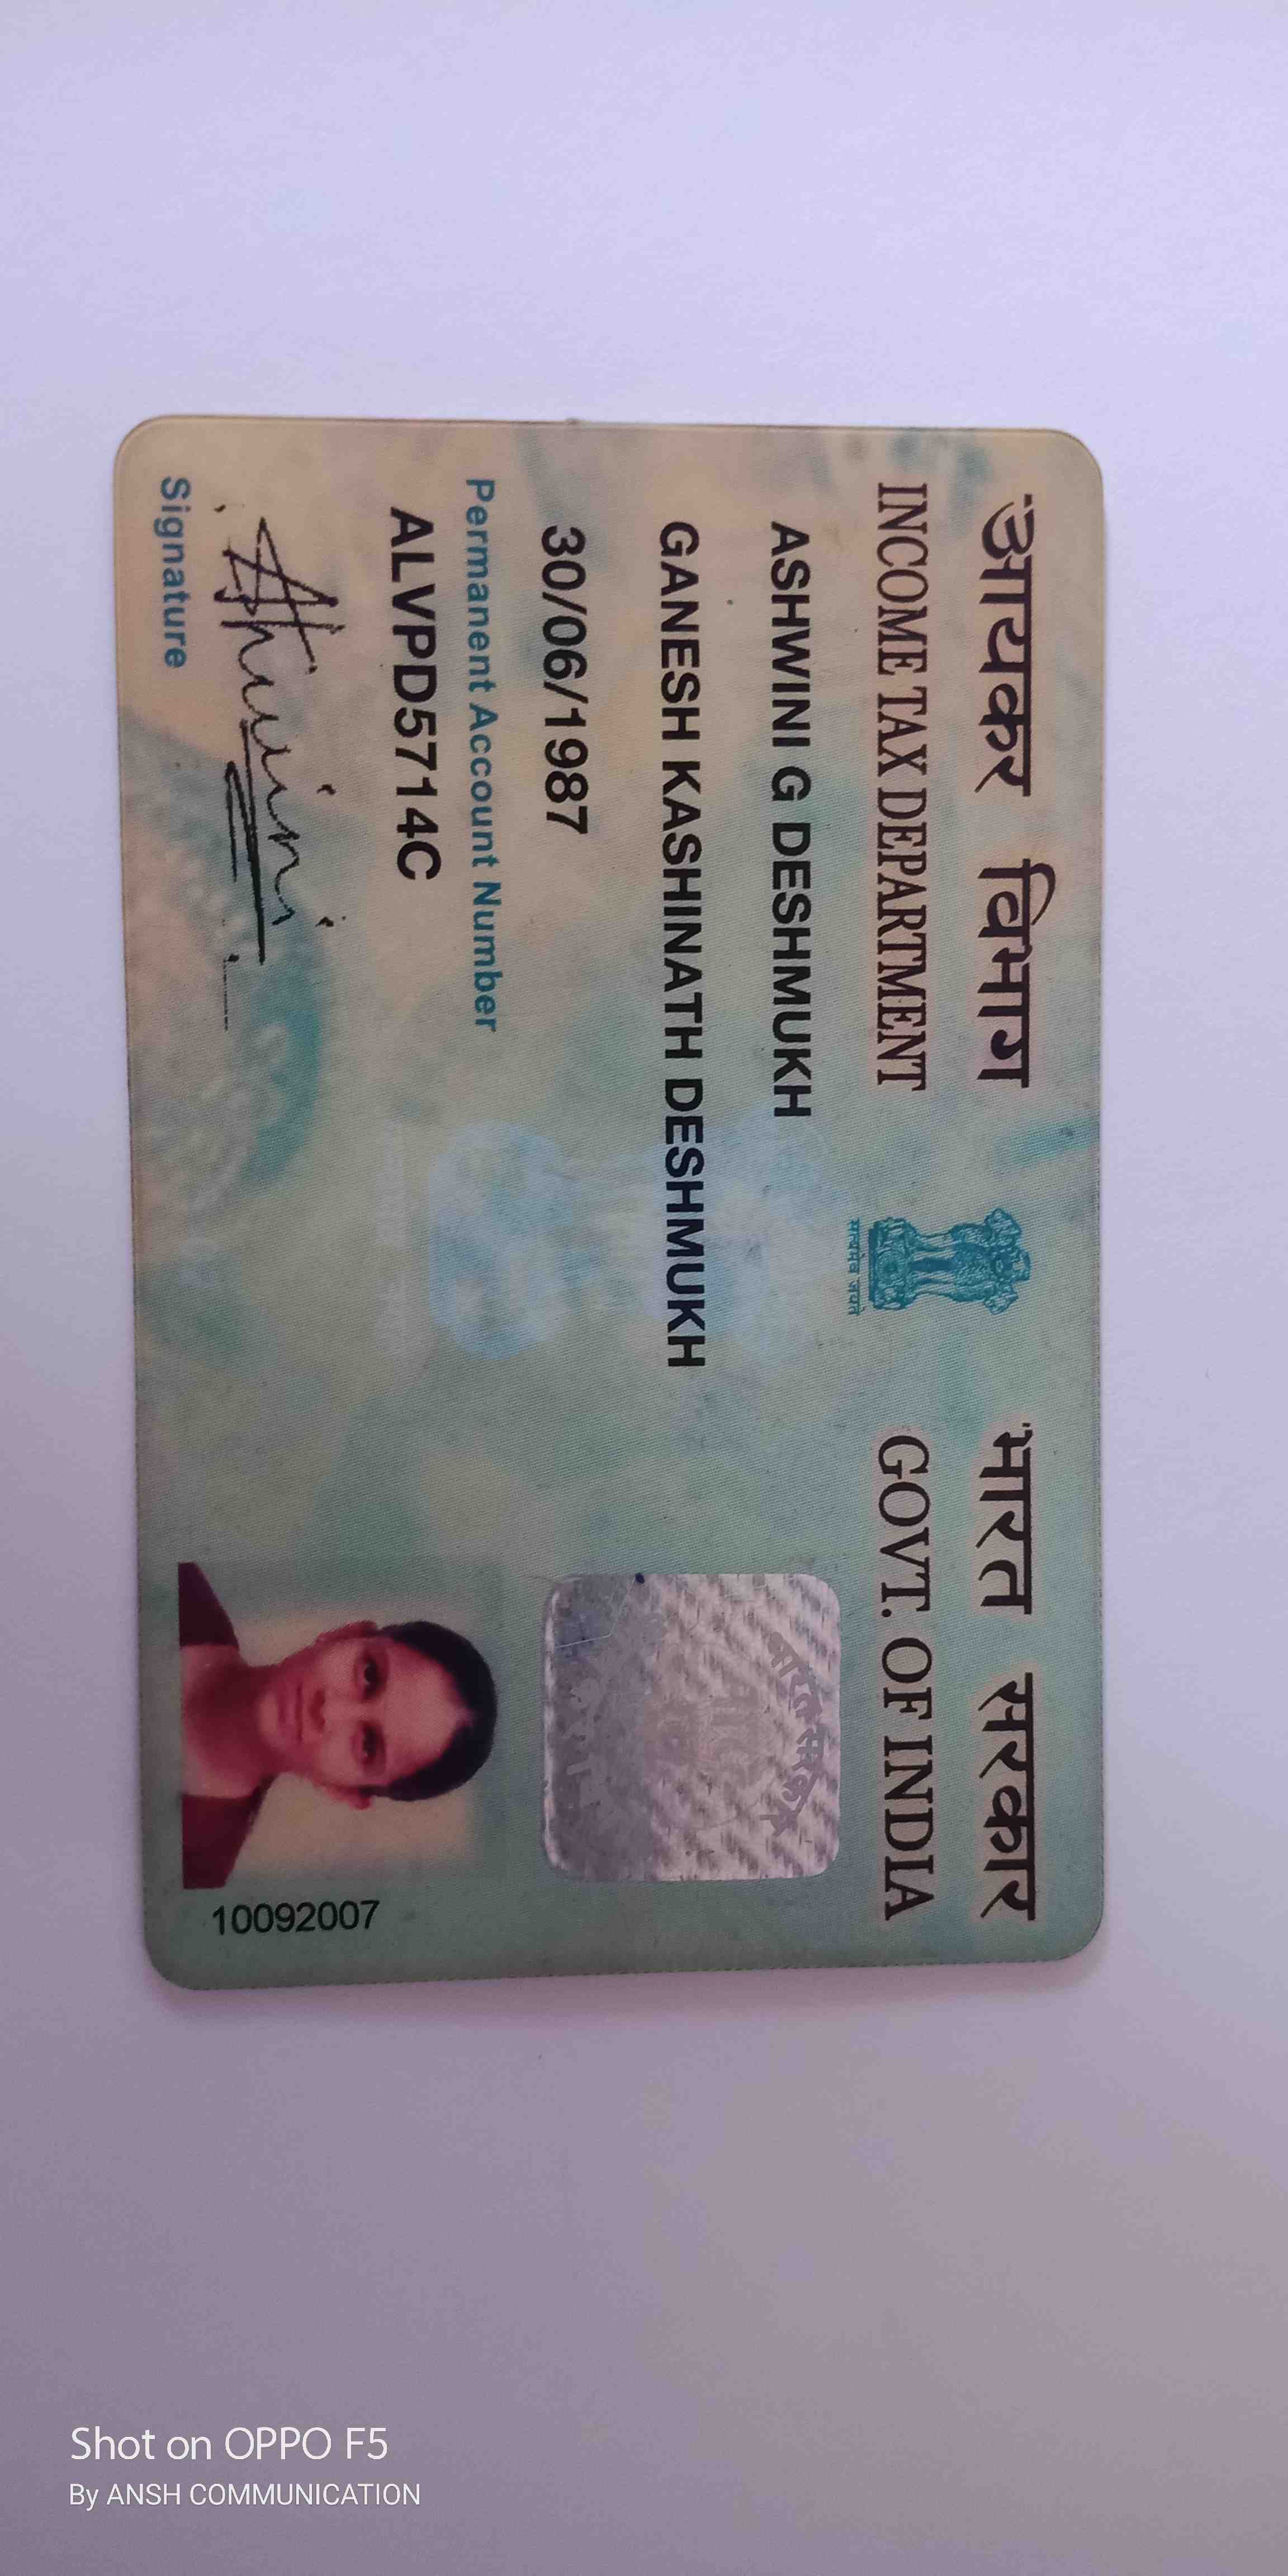 आयकर विभाग
INCOME TAX DEPARTMENT
सत्यमेव जयते
भारत सरकार
GOVT. OF INDIA
ASHWINI G DESHMUKH
GANESH KASHINATH DESHMUKH
30/06/1987
Permanent Account Number
ALVPD5714C
Ashwini
Signature
10092007
Shot on OPPO F5
By ANSH COMMUNICATION